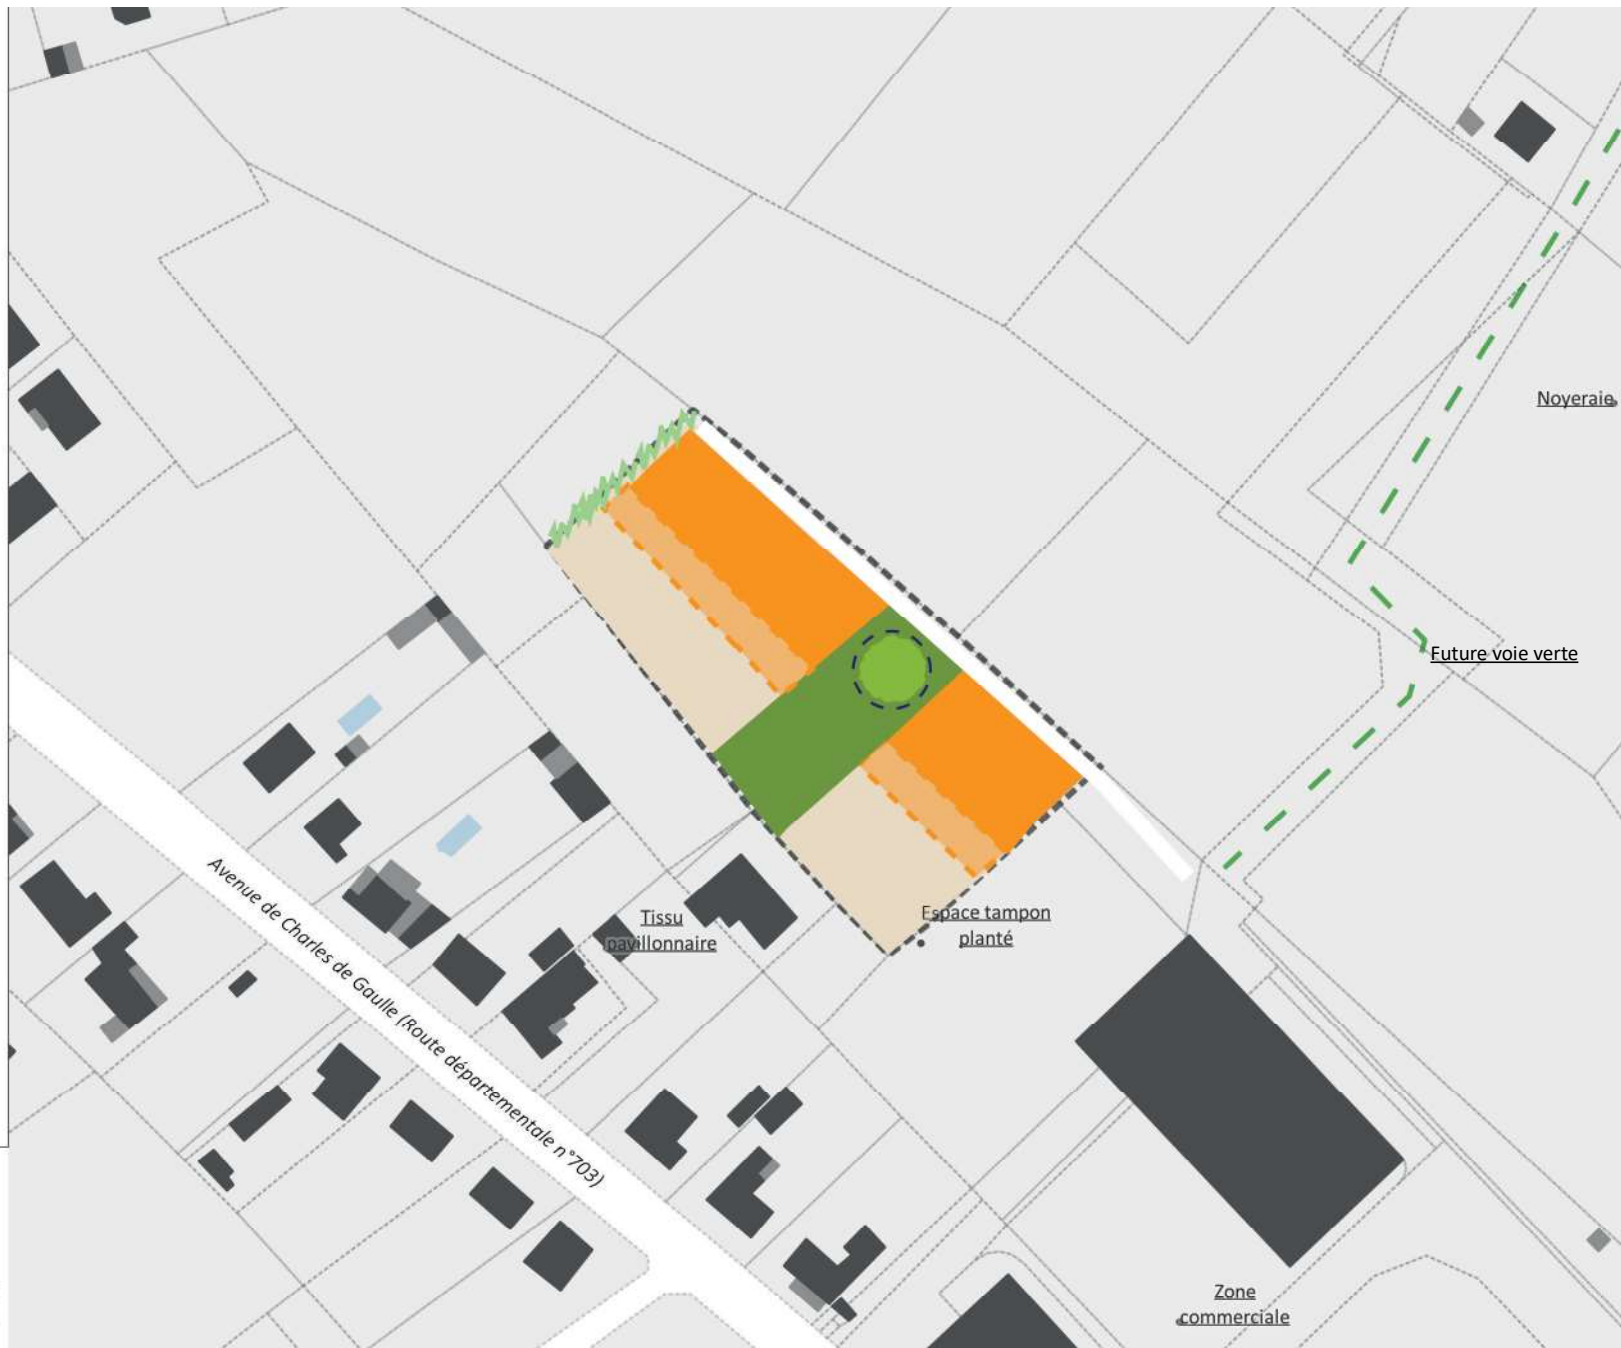 Noyeraie
Future voie verte
Espace tampon
planté
Tissu
pavillonnaire
Avenue de Charles de Gaulle (Route départementale n°703)
Zone
commerciale